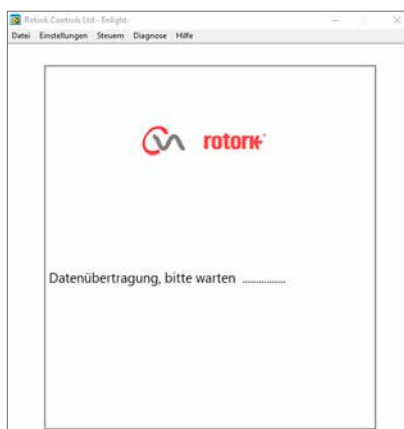 Rotork Controls Ltd - Enlight
Datei Einstellungen Steuern Diagnose Hilfe
rotork
Datenübertragung, bitte warten ................